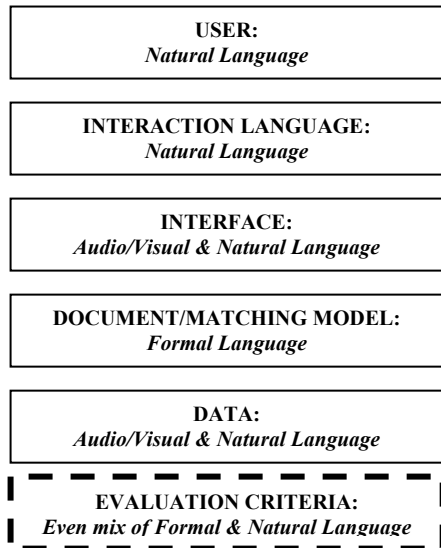 USER:
Natural Language
INTERACTION LANGUAGE:
Natural Language
INTERFACE:
Audio/Visual & Natural Language
DOCUMENT/MATCHING MODEL:
Formal Language
DATA:
Audio/Visual & Natural Language
EVALUATION CRITERIA:
Even mix of Formal & Natural Language